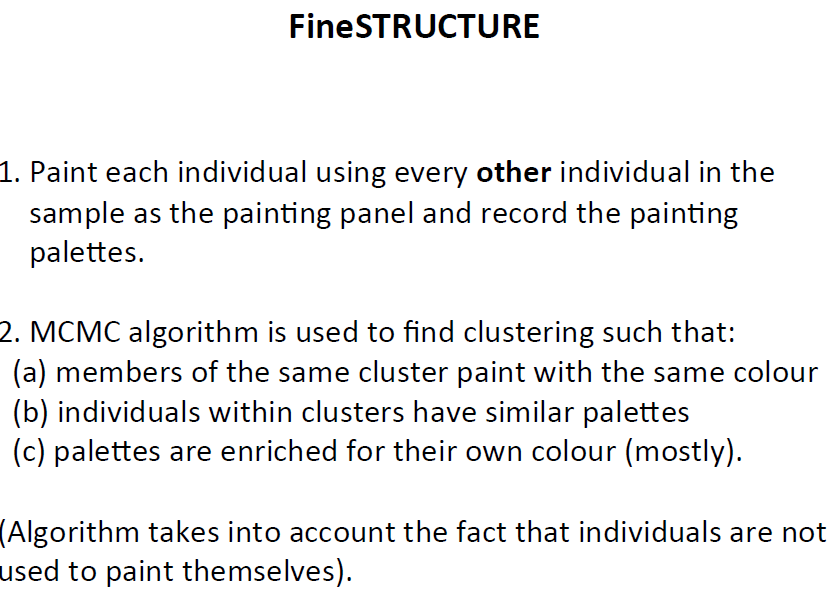 FineSTRUCTURE
1. Paint each individual using every other individual in the
sample as the painting panel and record the painting
palettes.
2. MCMC algorithm is used to find clustering such that:
(a) members of the same cluster paint with the same colour
(b) individuals within clusters have similar palettes
(c) palettes are enriched for their own colour (mostly).
(Algorithm takes into account the fact that individuals are not
used to paint themselves).